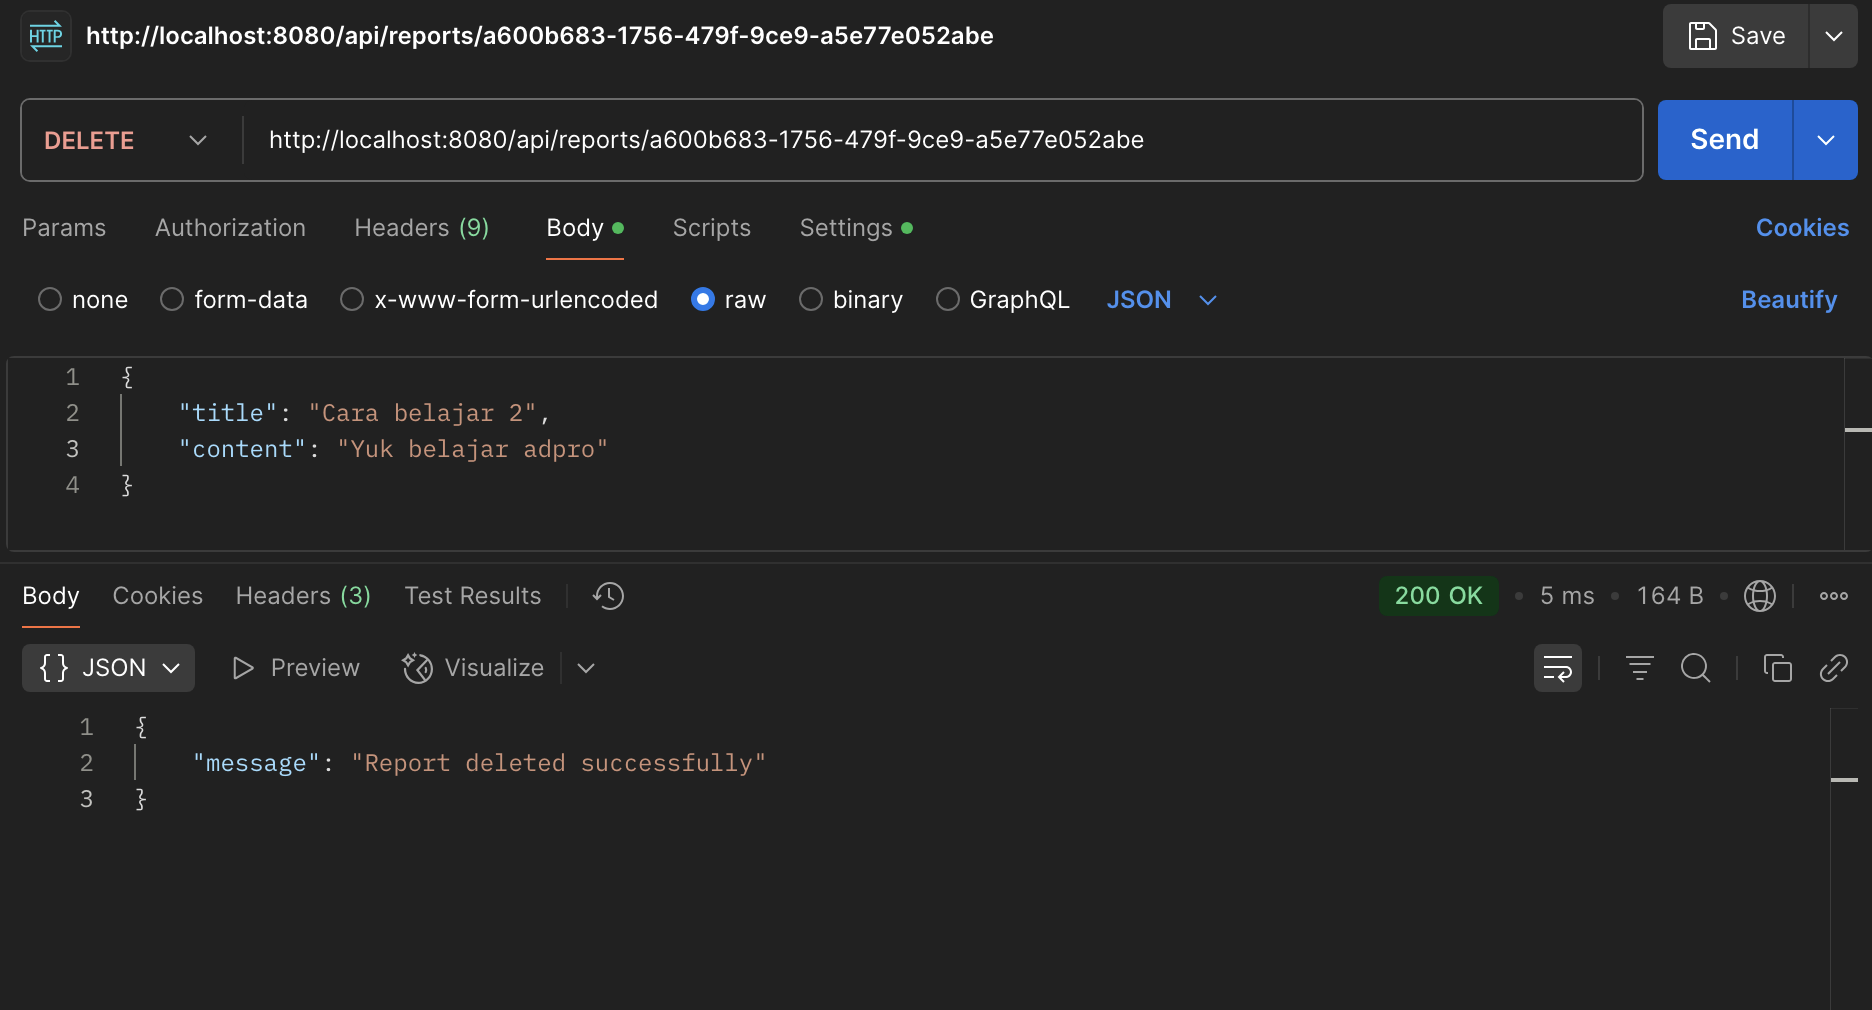 HTTP http://localhost:8080/api/reports/a600b683-1756-479f-9ce9-a5e77e052abe Save
DELETE http://localhost:8080/api/reports/a600b683-1756-479f-9ce9-a5e77e052abe Send
Params Authorization Headers (9) Body Scripts Settings Cookies
none form-data x-www-form-urlencoded raw binary GraphQL JSON Beautify
1 {
2 "title": "Cara belajar 2",
3 "content": "Yuk belajar adpro"
4 }
Body Cookies Headers (3) Test Results 200 OK 5 ms 164 B
{} JSON Preview Visualize
1 {
2 "message": "Report deleted successfully"
3 }